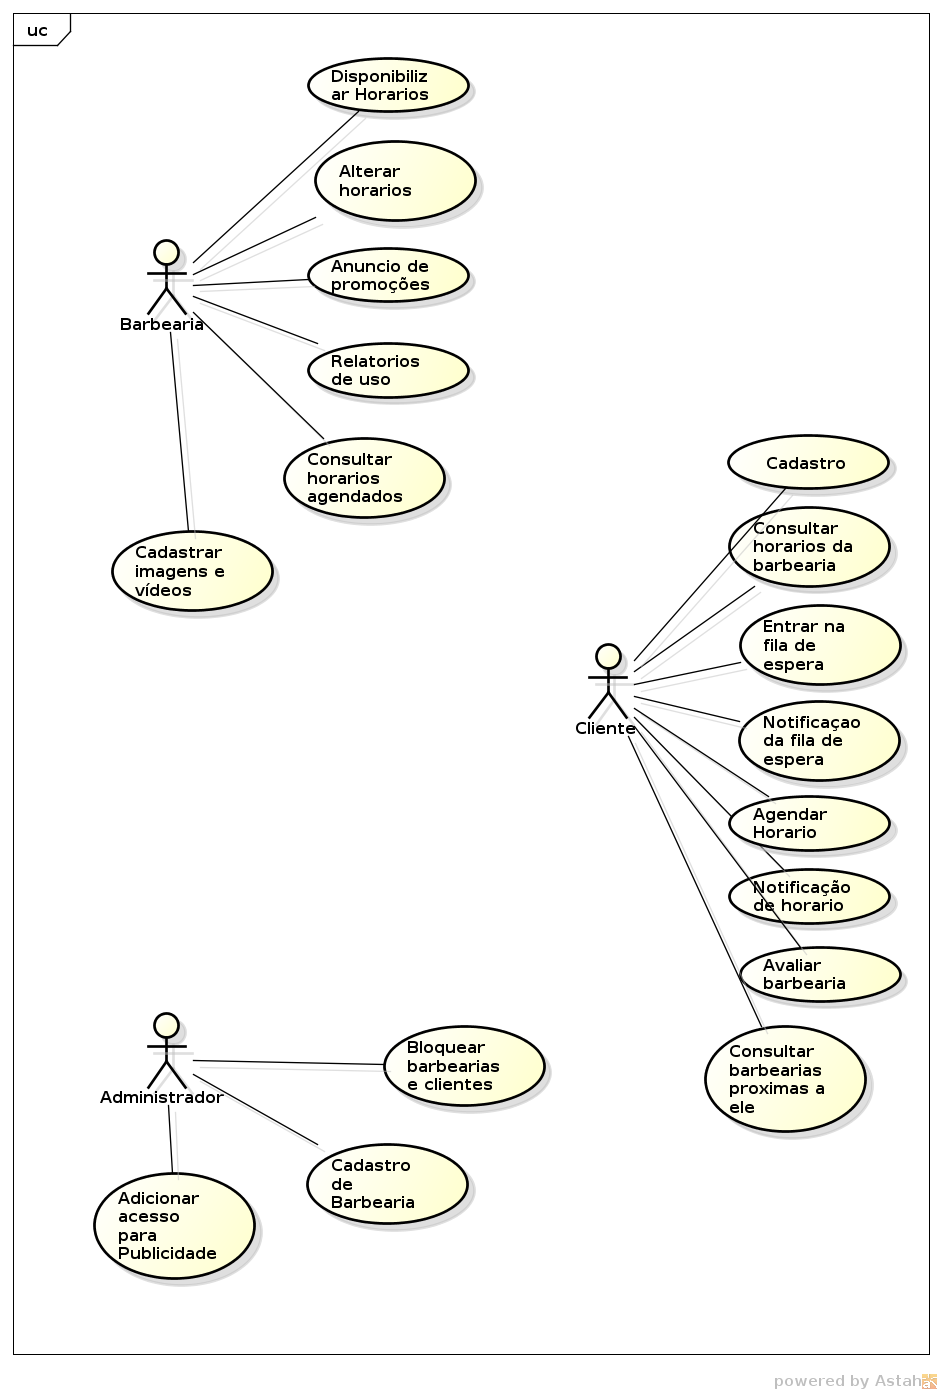 uc
Disponibiliz
ar Horarios
Alterar
horarios
Anuncio de
promoções
Barbearia
Relatorios
de uso
Consultar
horarios
agendados
Cadastrar
imagens e
vídeos
Cadastro
Consultar
horarios da
barbearia
Entrar na
fila de
espera
Cliente
Notificaçao
da fila de
espera
Agendar
Horario
Notificação
de horario
Avaliar
barbearia
Consultar
barbearias
proximas a
ele
Administrador
Bloquear
barbearias
e clientes
Cadastro
de
Barbearia
Adicionar
acesso
para
Publicidade
powered by Astah